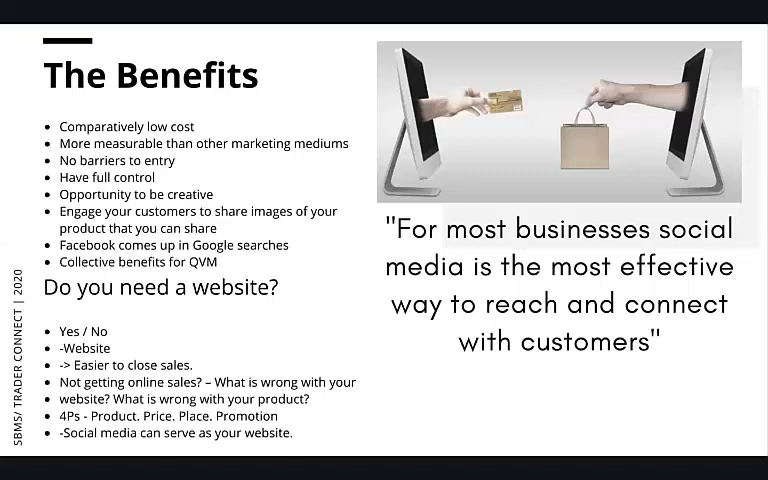 The Benefits
Comparatively low cost
More measurable than other marketing mediums
No barriers to entry
Have full control
Opportunity to be creative
Engage your customers to share images of your
product that you can share
Facebook comes up in Google searches
Collective benefits for QVM
Do you need a website?
Yes / No
-Website
-> Easier to close sales.
Not getting online sales? – What is wrong with your
website? What is wrong with your product?
4Ps - Product. Price. Place. Promotion
-Social media can serve as your website.
"For most businesses social
media is the most effective
way to reach and connect
with customers"
SBMS/ TRADER CONNECT | 2020